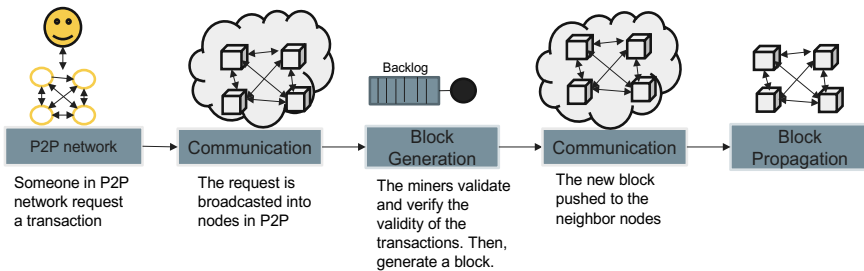 Backlog
P2P network
Communication
Block
Generation
Communication
Block
Propagation
Someone in P2P
network request
a transaction
The request is
broadcasted into
nodes in P2P
The miners validate
and verify the
validity of the
transactions. Then,
generate a block.
The new block
pushed to the
neighbor nodes